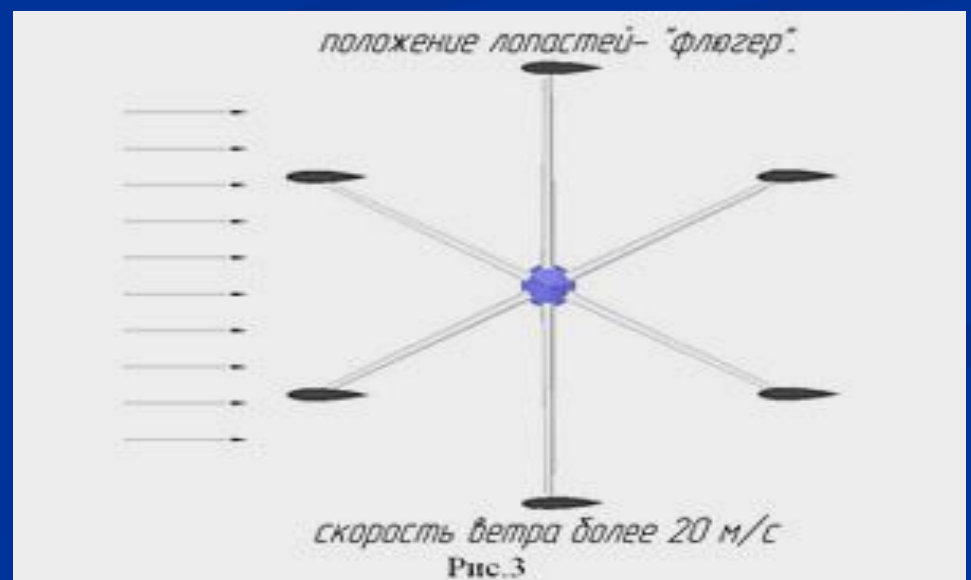 положение лопастей- "флюгер".
скорость ветра более 20 м/с
Рис.3